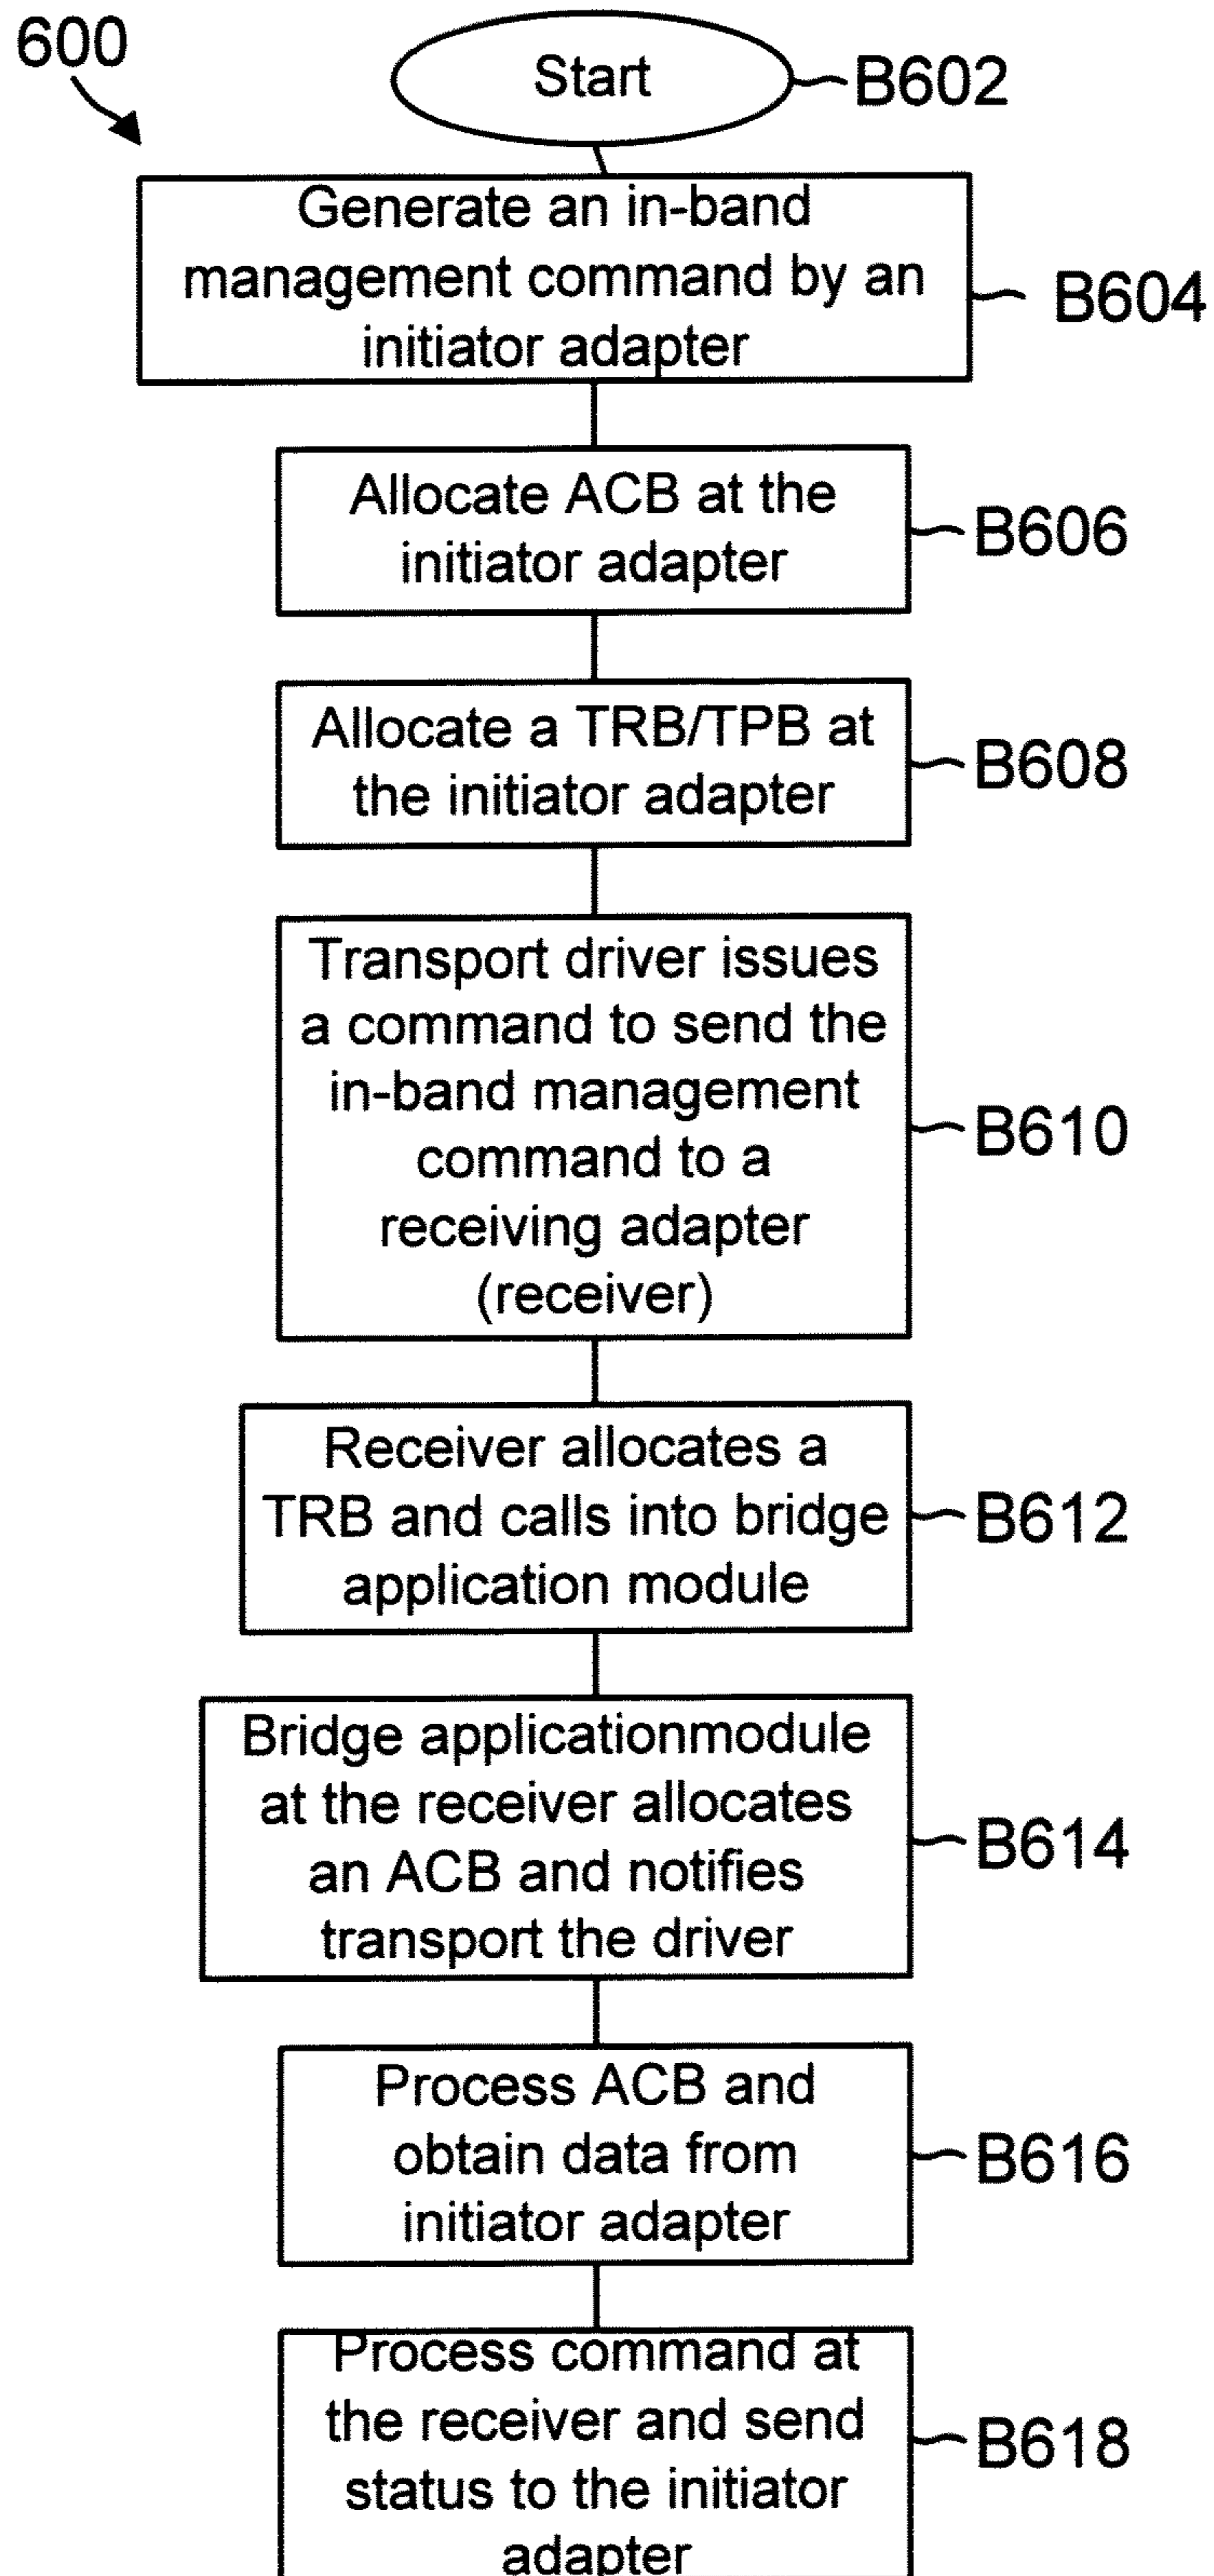 600
Start
B602
Generate an in-band
management command by an
initiator adapter
B604
Allocate ACB at the
initiator adapter
B606
Allocate a TRB/TPB at
the initiator adapter
B608
Transport driver issues
a command to send the
in-band management
command to a
receiving adapter
(receiver)
B610
Receiver allocates a
TRB and calls into bridge
application module
B612
Bridge applicationmodule
at the receiver allocates
an ACB and notifies
transport the driver
B614
Process ACB and
obtain data from
initiator adapter
B616
Process command at
the receiver and send
status to the initiator
adapter
B618